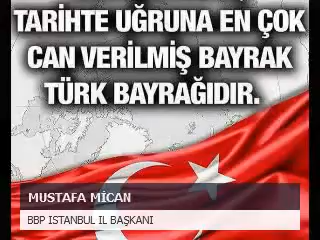 TARİHTE UĞRUNA EN ÇOK
CAN VERİLMİŞ BAYRAK
TÜRK BAYRAĞIDIR.
MUSTAFA MİCAN
BBP ISTANBUL IL BAŞKANI